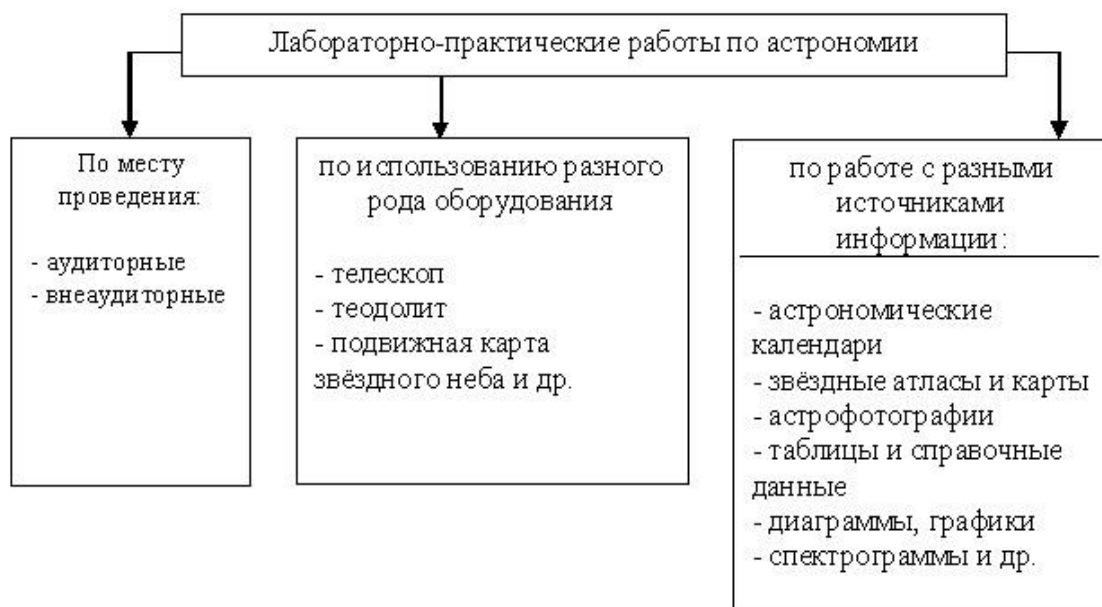 Лабораторно-практические работы по астрономии
По месту
проведения:
- аудиторные
- внеаудиторные
по использованию разного
рода оборудования
- телескоп
- теодолит
- подвижная карта
звёздного неба и др.
по работе с разными
источниками
информации:
- астрономические
календари
- звёздные атласы и карты
- астрофотографии
- таблицы и справочные
данные
- диаграммы, графики
- спектрограммы и др.